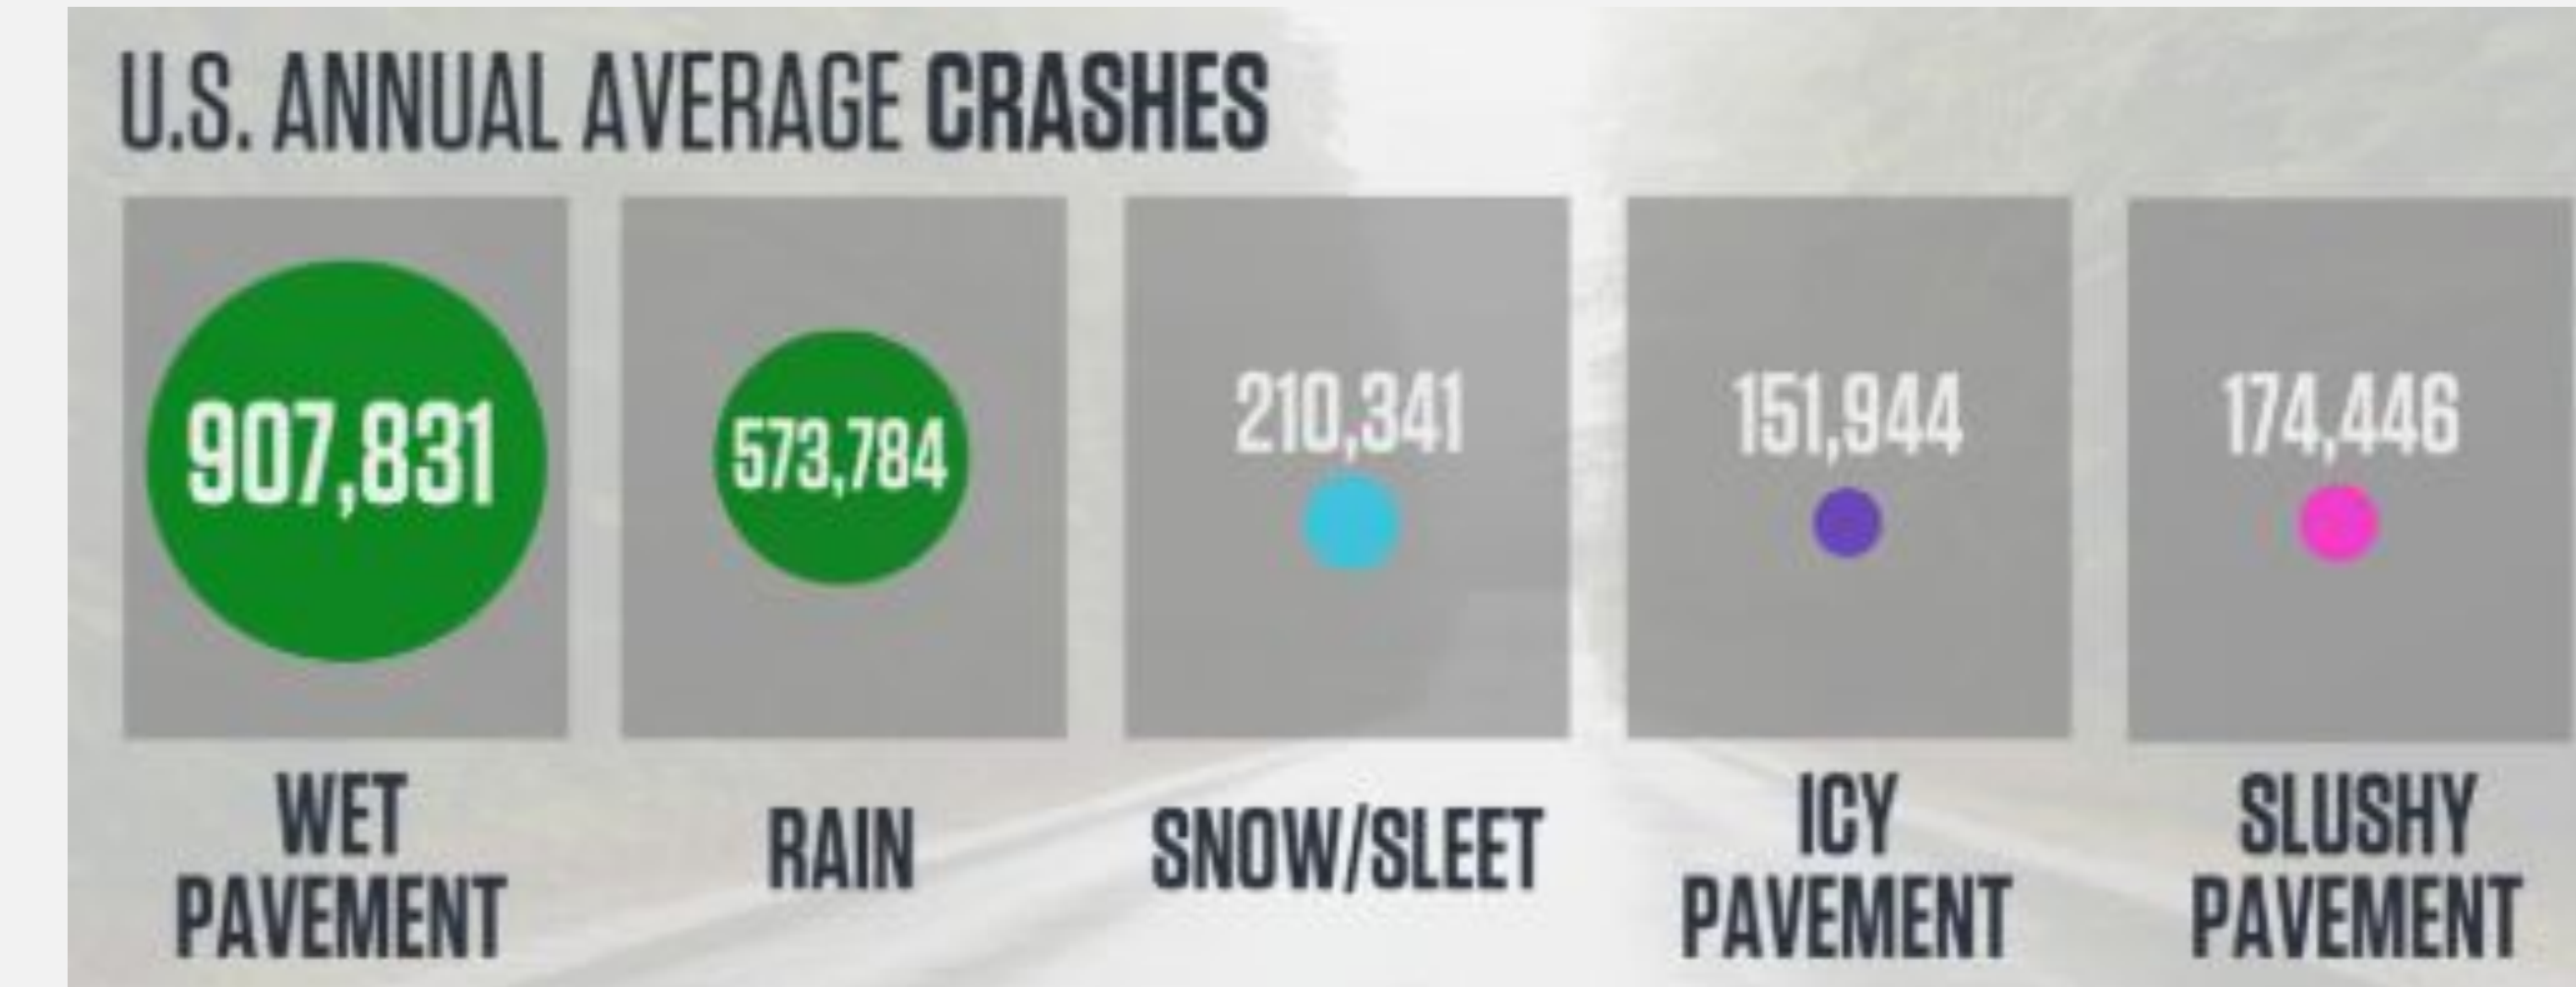 U.S. ANNUAL AVERAGE CRASHES
907,831
573,784
210,341
151,944
174,446
WET
PAVEMENT
RAIN
SNOW/SLEET
ICY
PAVEMENT
SLUSHY
PAVEMENT